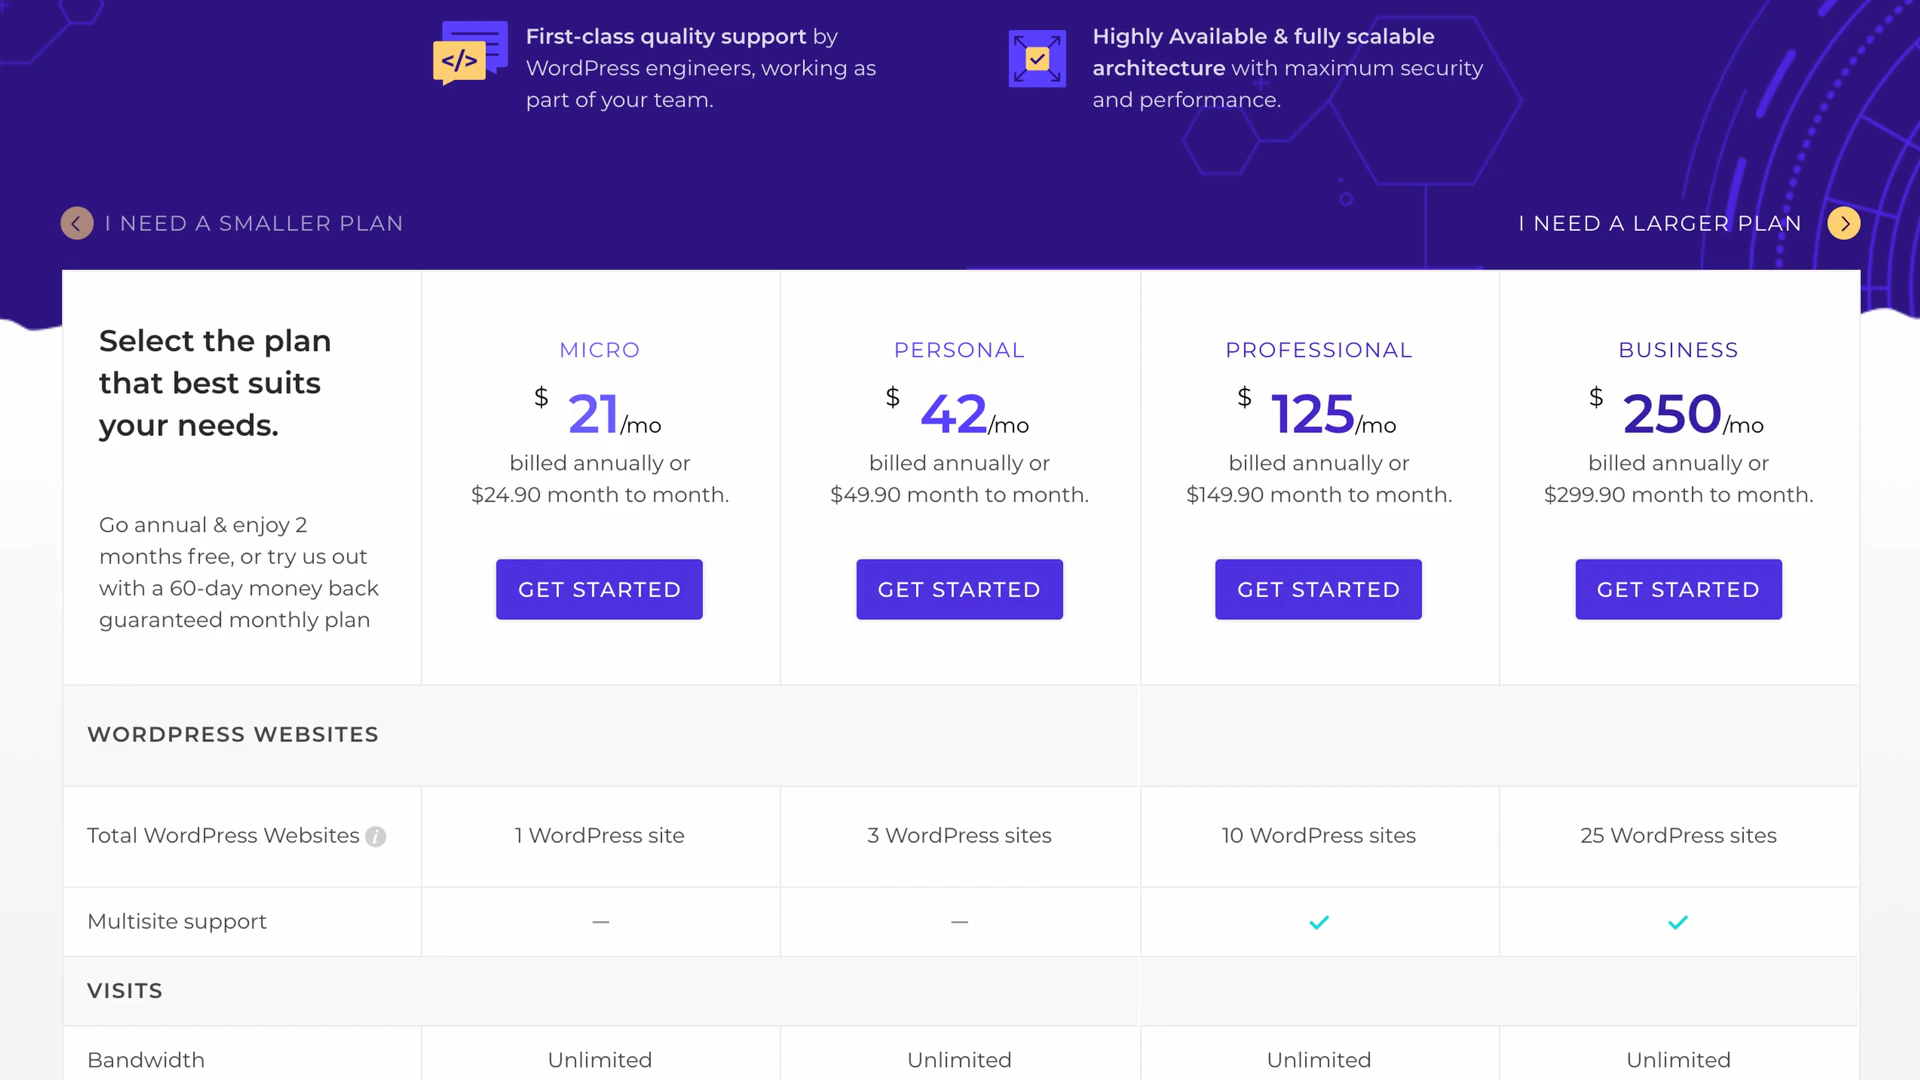 </>
First-class quality support by
WordPress engineers, working as
part of your team.
Highly Available & fully scalable
architecture with maximum security
and performance.
I NEED A SMALLER PLAN
I NEED A LARGER PLAN
Select the plan
that best suits
your needs.
Go annual & enjoy 2
months free, or try us out
with a 60-day money back
guaranteed monthly plan
MICRO
$ 21/mo
billed annually or
$24.90 month to month.
GET STARTED
PERSONAL
$ 42/mo
billed annually or
$49.90 month to month.
GET STARTED
PROFESSIONAL
$ 125/mo
billed annually or
$149.90 month to month.
GET STARTED
BUSINESS
$ 250/mo
billed annually or
$299.90 month to month.
GET STARTED
WORDPRESS WEBSITES
Total WordPress Websites i 1 WordPress site 3 WordPress sites 10 WordPress sites 25 WordPress sites
Multisite support — —
VISITS
Bandwidth Unlimited Unlimited Unlimited Unlimited